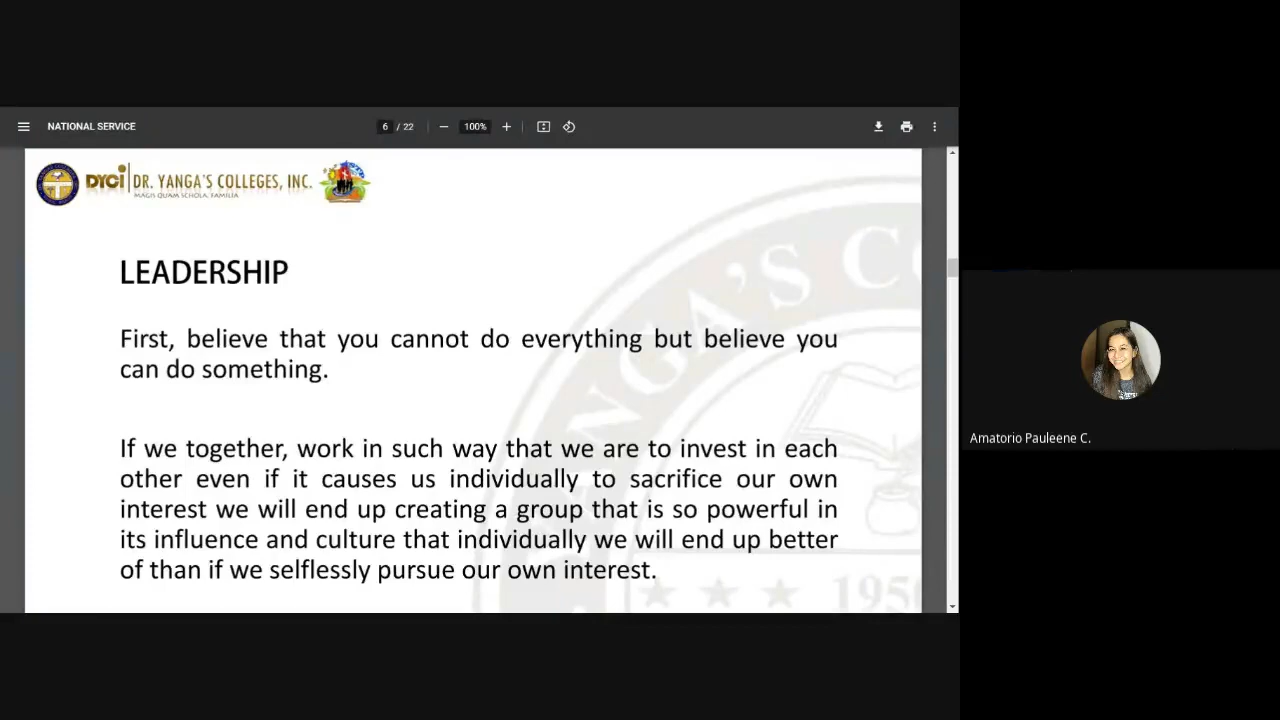 NATIONAL SERVICE
6 / 22
100%
DYCI DR. YANGA'S COLLEGES, INC.
MAGIS QUAM SCHOLA, FAMILIA
LEADERSHIP
First, believe that you cannot do everything but believe you
can do something.
If we together, work in such way that we are to invest in each
other even if it causes us individually to sacrifice our own
interest we will end up creating a group that is so powerful in
its influence and culture that individually we will end up better
of than if we selflessly pursue our own interest.
ANGA'S CO
1950
Amatorio Pauleene C.